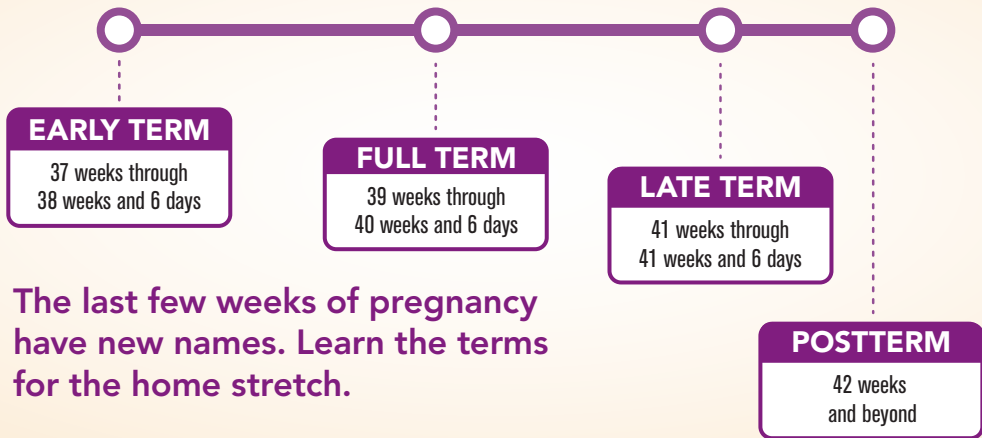 EARLY TERM
37 weeks through
38 weeks and 6 days
FULL TERM
39 weeks through
40 weeks and 6 days
LATE TERM
41 weeks through
41 weeks and 6 days
POSTTERM
42 weeks
and beyond
The last few weeks of pregnancy
have new names. Learn the terms
for the home stretch.